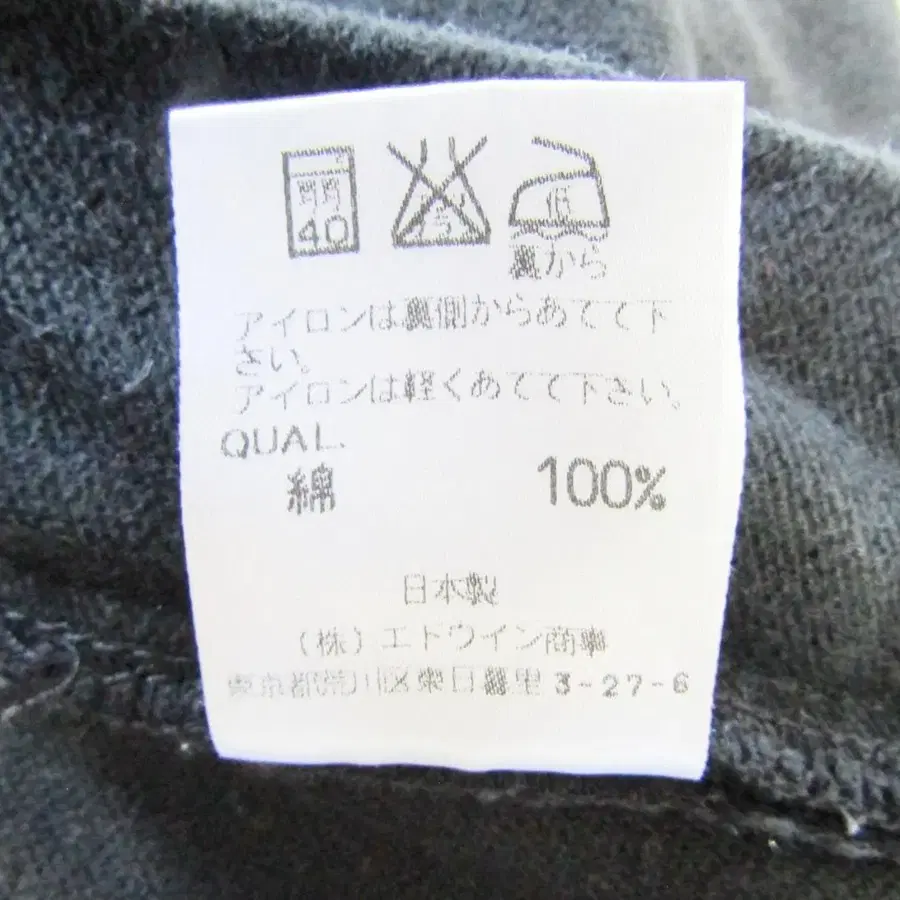 弱
40
低
裏から
アイロンは裏側からあてて下
さい。
アイロンは軽くあてて下さい。
QUAL.
綿 100%
日本製
(株)エドウイン商事
東京都荒川区東日暮里3-27-6